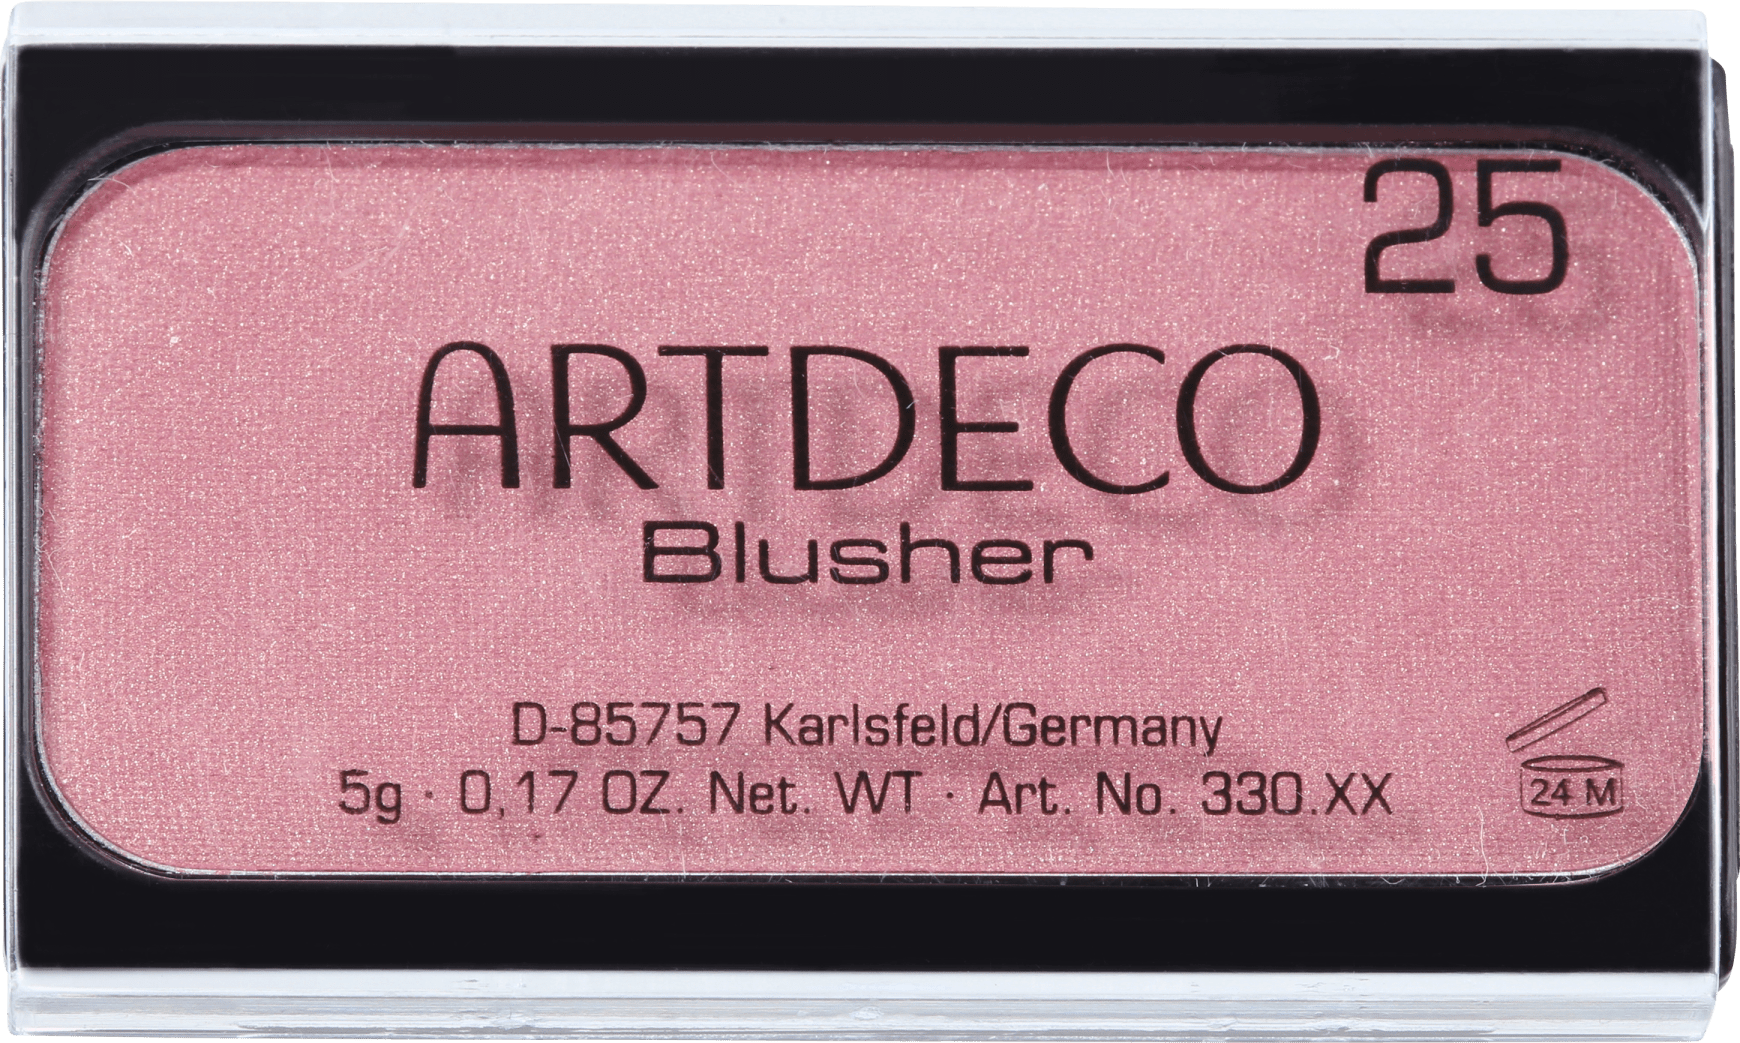 25
ARTDECO
Blusher
D-85757 Karlsfeld/Germany
5g · 0,17 OZ. Net. WT · Art. No. 330.XX
24 M